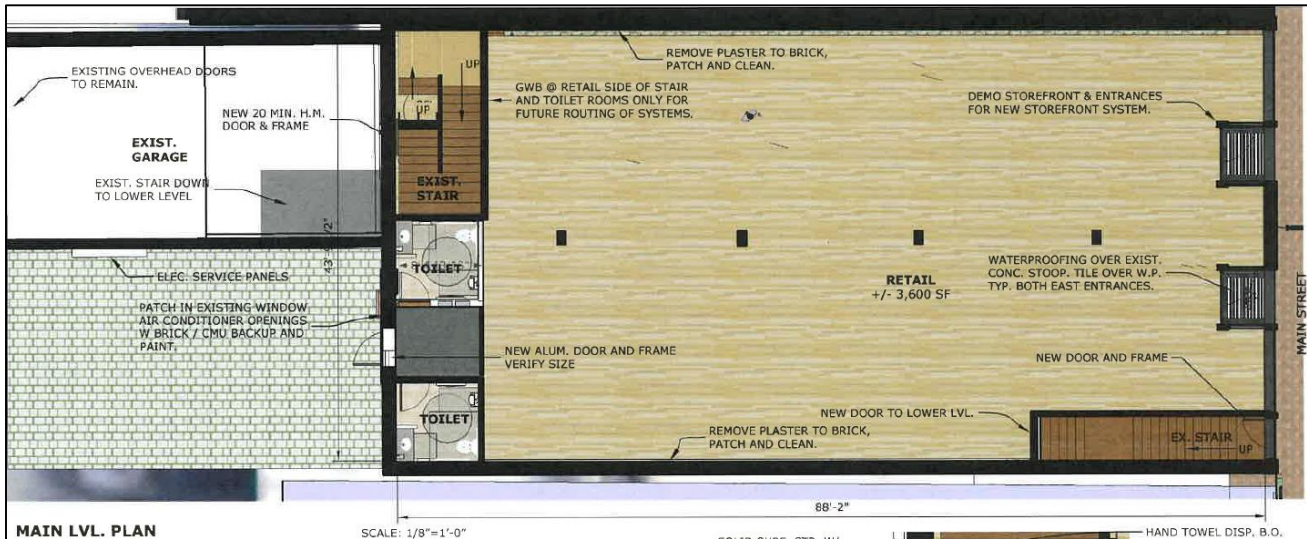 EXISTING OVERHEAD DOORS
TO REMAIN.
NEW 20 MIN. H.M.
DOOR & FRAME
EXIST.
GARAGE
EXIST. STAIR DOWN
TO LOWER LEVEL
UP
UP
EXIST.
STAIR
GWB @ RETAIL SIDE OF STAIR
AND TOILET ROOMS ONLY FOR
FUTURE ROUTING OF SYSTEMS.
REMOVE PLASTER TO BRICK,
PATCH AND CLEAN.
DEMO STOREFRONT & ENTRANCES
FOR NEW STOREFRONT SYSTEM.
ELEC. SERVICE PANELS
PATCH IN EXISTING WINDOW
AIR CONDITIONER OPENINGS
W BRICK / CMU BACKUP AND
PAINT.
TOILET
RETAIL
+/- 3,600 SF
WATERPROOFING OVER EXIST.
CONC. STOOP. TILE OVER W.P.
TYP. BOTH EAST ENTRANCES.
MAIN STREET
NEW ALUM. DOOR AND FRAME
VERIFY SIZE
NEW DOOR AND FRAME
TOILET
NEW DOOR TO LOWER LVL.
REMOVE PLASTER TO BRICK,
PATCH AND CLEAN.
EX. STAIR
UP
88'-2"
MAIN LVL. PLAN
SCALE: 1/8"=1'-0"
HAND TOWEL DISP. B.O.